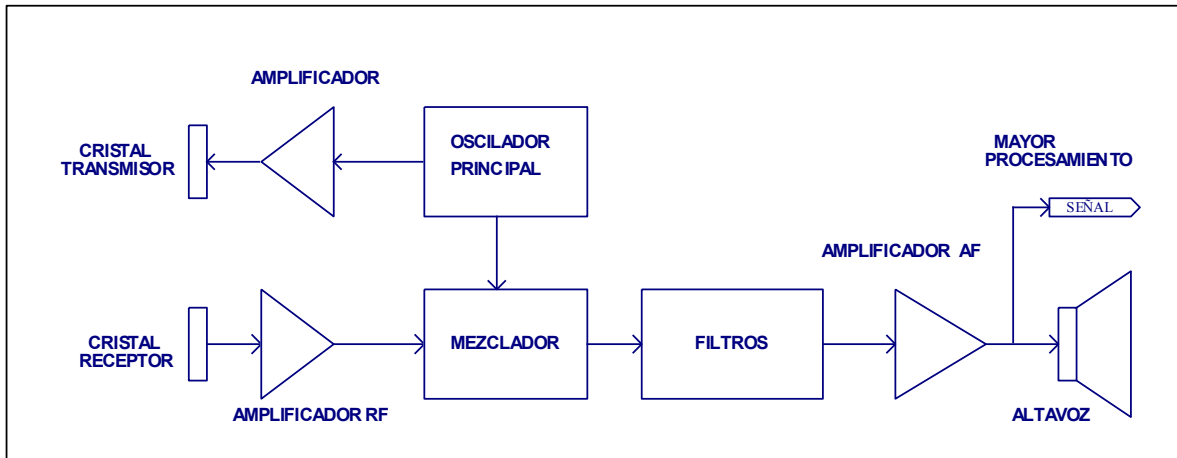 AMPLIFICADOR
CRISTAL
TRANSMISOR
OSCILADOR
PRINCIPAL
MAYOR
PROCESAMIENTO
SEÑAL
AMPLIFICADOR AF
CRISTAL
RECEPTOR
MEZCLADOR
FILTROS
AMPLIFICADOR RF
ALTAVOZ